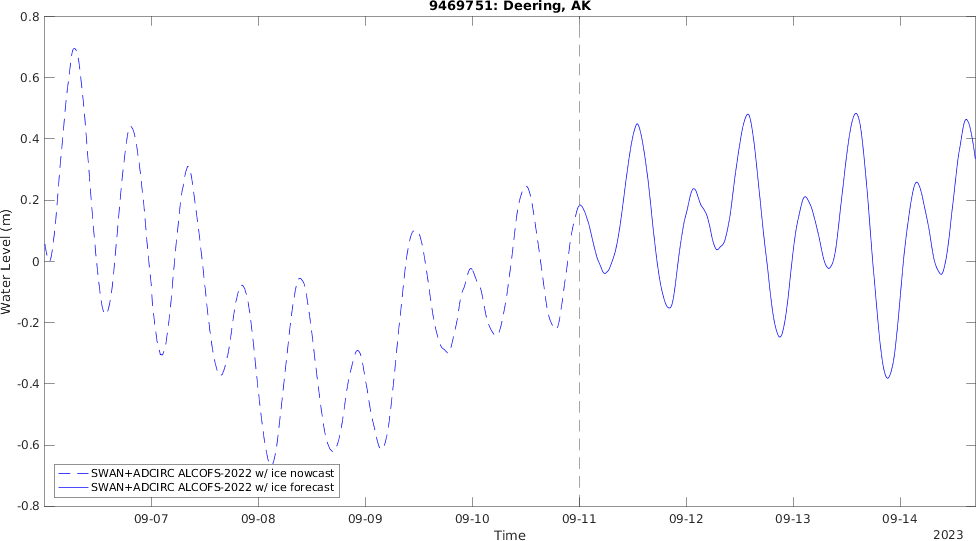 9469751: Deering, AK
0.8
0.6
0.4
0.2
0
-0.2
-0.4
-0.6
-0.8
Water Level (m)
SWAN+ADCIRC ALCOFS-2022 w/ ice nowcast
SWAN+ADCIRC ALCOFS-2022 w/ ice forecast
09-07 09-08 09-09 09-10 09-11 09-12 09-13 09-14
Time
2023